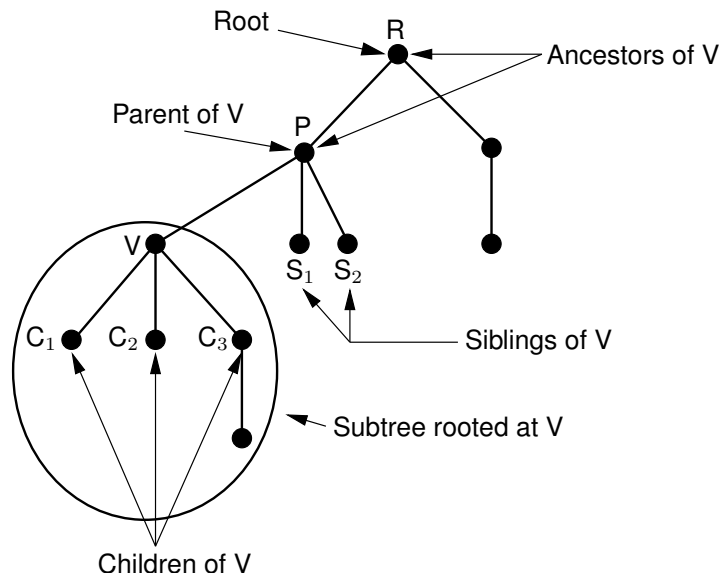 Root
R
Ancestors of V
Parent of V
P
V
S₁
S₂
C₁
C₂
C₃
Siblings of V
Subtree rooted at V
Children of V